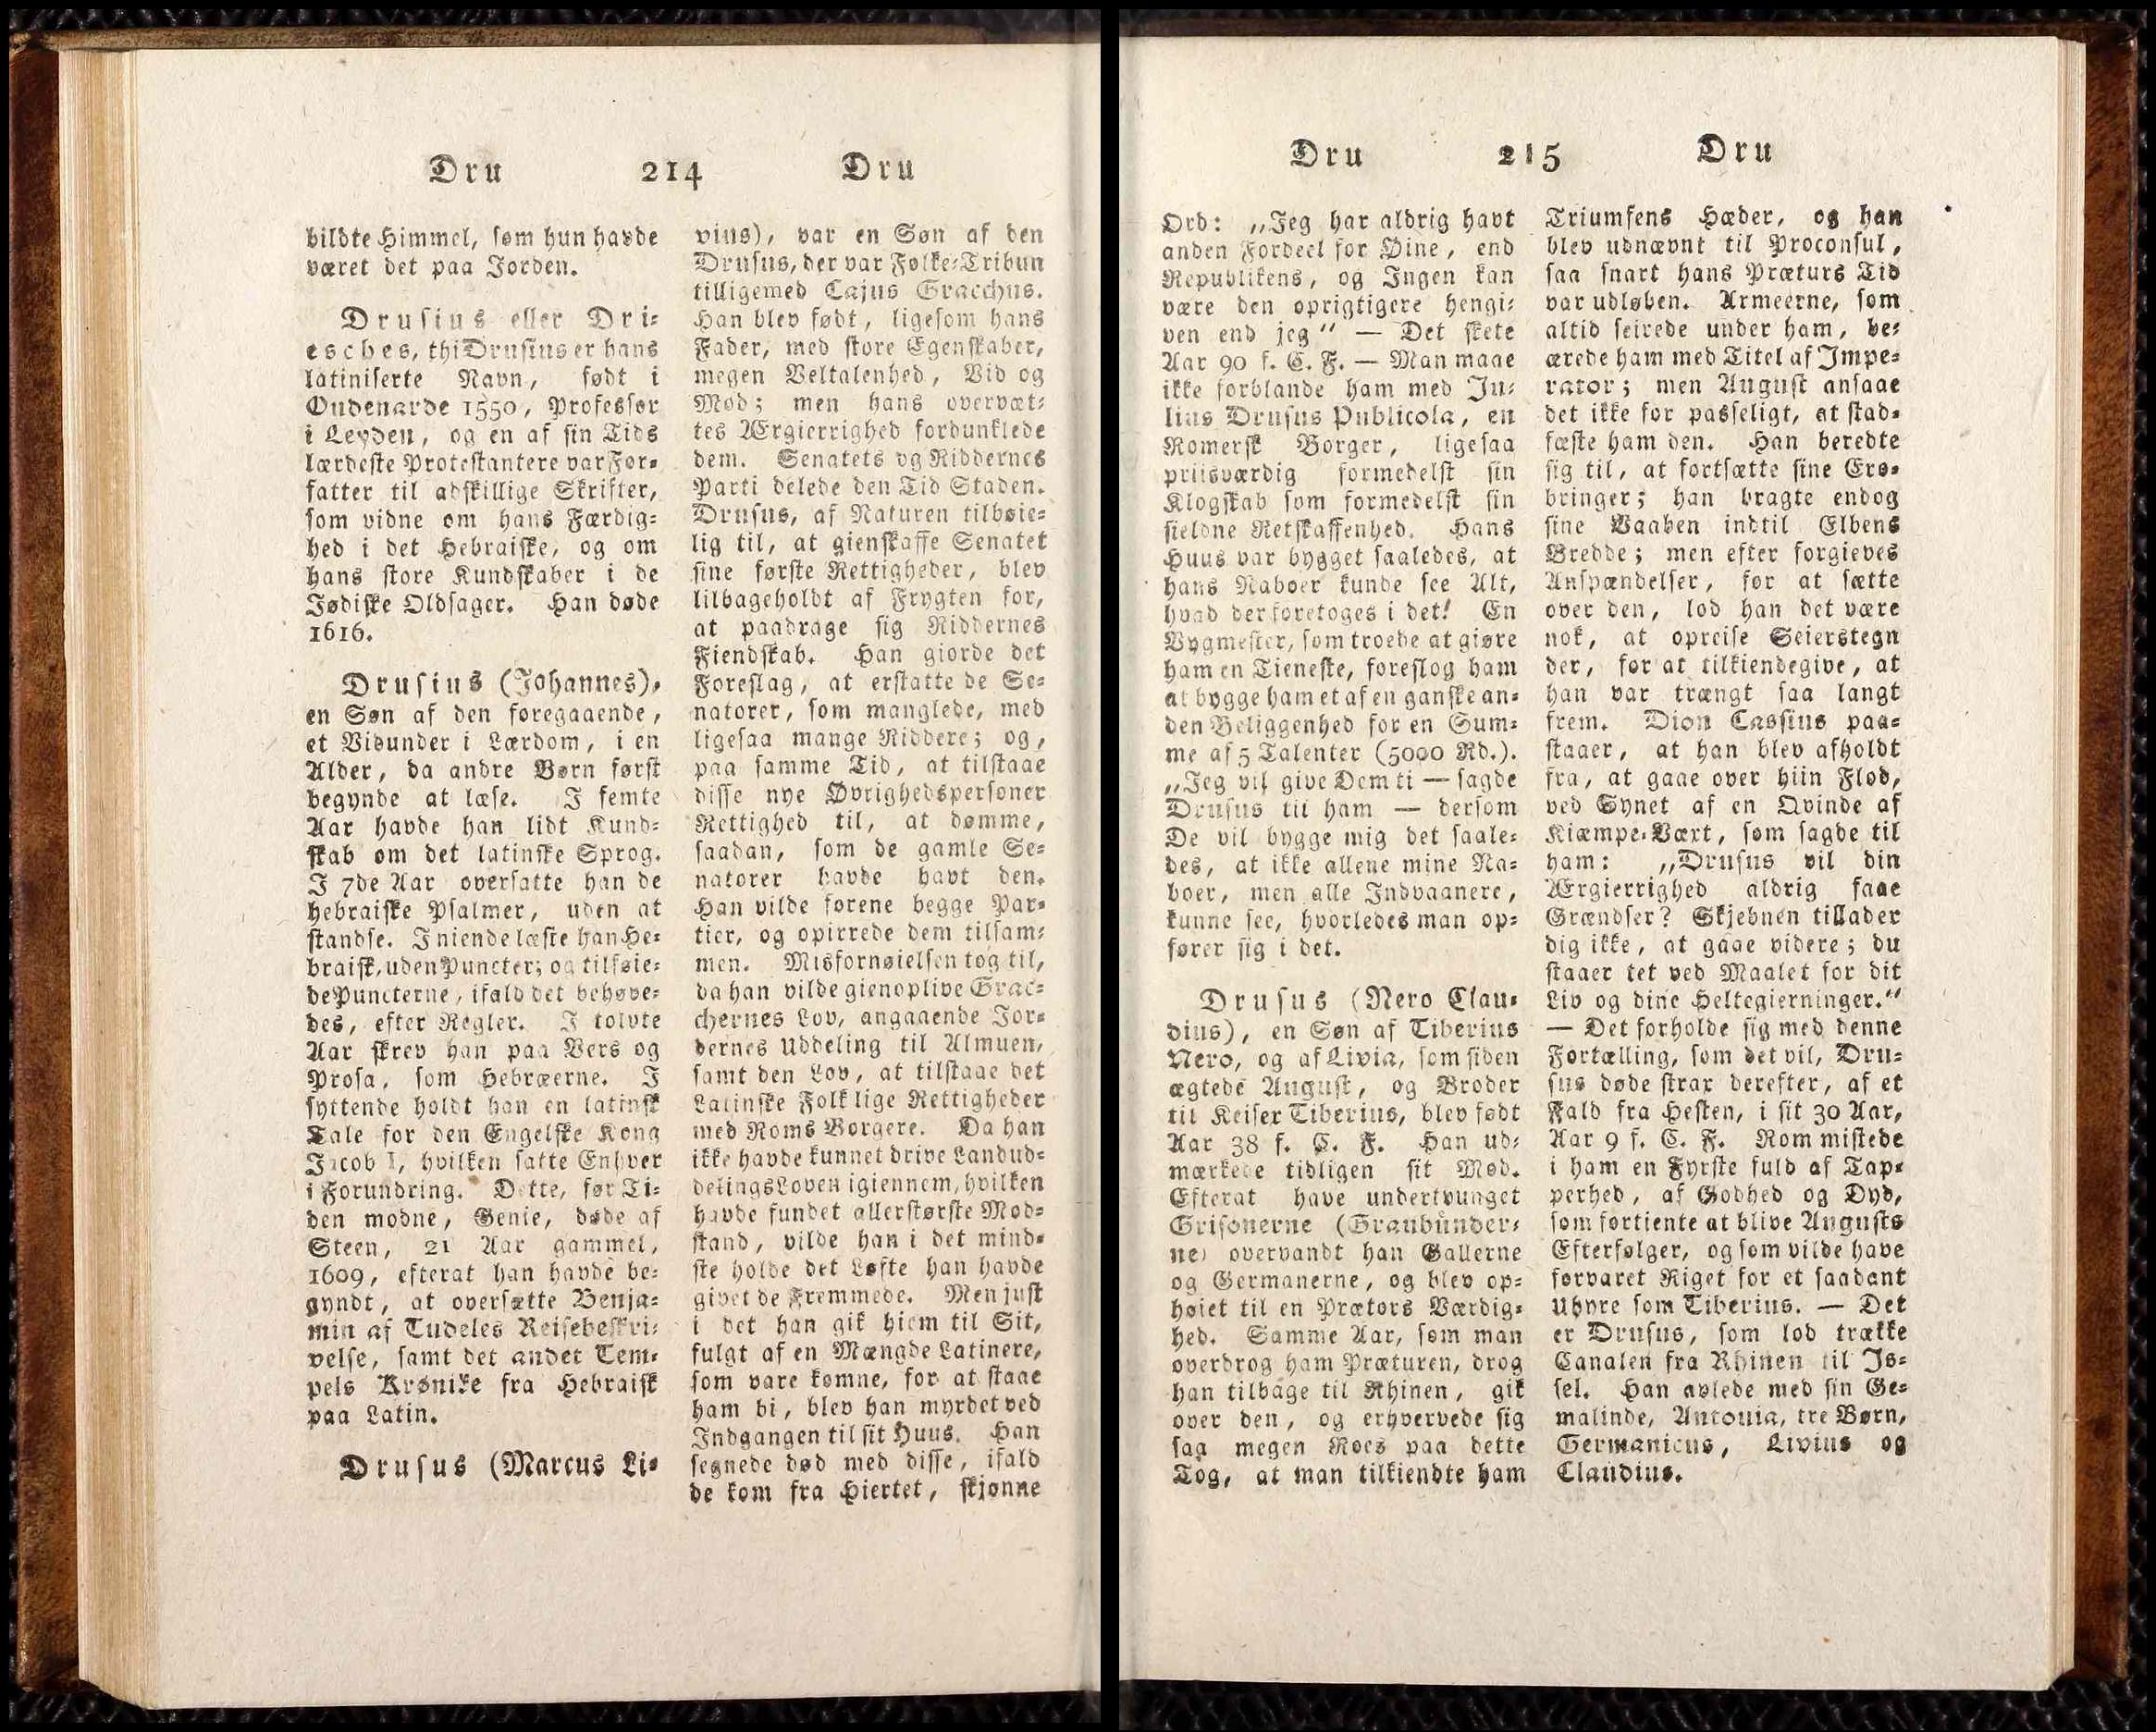 Dru 214 Dru
bildte Himmel, som hun havde
været det paa Jorden.
Drusius eller Dri-
esches, thi Drusius er hans
latiniserte Navn, født i
Oudenarde 1550, Professor
i Leyden, og en af sin Tids
lærdeste Protestantere var For-
fatter til adskillige Skrifter,
som vidne om hans Færdig-
hed i det Hebraiske, og om
hans store Kundskaber i de
Jødiske Oldsager. Han døde
1616.
Drusius (Johannes),
en Søn af den foregaaende,
et Vidunder i Lærdom, i en
Alder, da andre Børn først
begynde at læse. I femte
Aar havde han lidt Kund-
skab om det latinske Sprog.
I 7de Aar oversatte han de
hebraiske Psalmer, uden at
standse. I niende læste han He-
braisk, uden Puncter; og tilføie-
de Puncterne, ifald det behøve-
des, efter Regler. I tolvte
Aar skrev han paa Vers og
Prosa, som Hebræerne. I
syttende holdt han en latinsk
Tale for den Engelske Kong
Jacob I, hvilken satte Enhver
i Forundring. Dette, før Ti-
den modne, Genie, døde af
Steen, 21 Aar gammel,
1609, efterat han havde be-
gyndt, at oversætte Benja-
min af Tudeles Reisebeskri-
velse, samt det andet Tem-
pels Krønike fra Hebraisk
paa Latin.
Drusus (Marcus Li-
vius), var en Søn af den
Drusus, der var Folke-Tribun
tilligemed Cajus Gracchus.
Han blev født, ligesom hans
Fader, med store Egenskaber,
megen Veltalenhed, Vid og
Mod; men hans overvæt-
tes Ærgierrighed fordunklede
dem. Senatets og Riddernes
Parti delede den Tid Staden.
Drusus, af Naturen tilbøie-
lig til, at gienskaffe Senatet
sine første Rettigheder, blev
lilbageholdt af Frygten for,
at paadrage sig Riddernes
Fiendskab. Han giorde det
Foreslag, at erstatte de Se-
natorer, som manglede, med
ligesaa mange Riddere; og,
paa samme Tid, at tilstaae
disse nye Øvrighedspersoner
Rettighed til, at dømme,
saadan, som de gamle Se-
natorer havde havt den.
Han vilde forene begge Par-
tier, og opirrede dem tilsam-
men. Misfornøielsen tog til,
da han vilde gienoplive Grac-
chernes Lov, angaaende Jor-
dernes Uddeling til Almuen,
samt den Lov, at tilstaae det
Latinske Folk lige Rettigheder
med Roms Borgere. Da han
ikke havde kunnet drive Landud-
delings Loven igiennem, hvilken
havde fundet allerstørste Mod-
stand, vilde han i det mind-
ste holde det Løfte han havde
givet de Fremmede. Men just
i det han gik hiem til Sit,
fulgt af en Mængde Latinere,
som vare komne, for at staae
ham bi, blev han myrdet ved
Indgangen til sit Huus. Han
segnede død med disse, ifald
de kom fra Hiertet, skjønne
Dru 215 Dru
Ord: „Jeg har aldrig havt
anden Fordeel for Øine, end
Republikens, og Ingen kan
være den oprigtigere hengi-
ven end jeg“ — Det skete
Aar 90 f. C. F. — Man maae
ikke forblande ham med Ju-
lius Drusus Publicola, en
Romersk Borger, ligesaa
priisværdig formedelst sin
Klogskab som formedelst sin
sieldne Retskaffenhed. Hans
Huus var bygget saaledes, at
hans Naboer kunde see Alt,
hvad der foretoges i det! En
Bygmester, som troede at giøre
ham en Tieneste, foreslog ham
at bygge ham et af en ganske an-
den Beliggenhed for en Sum-
me af 5 Talenter (5000 Rd.).
„Jeg vil give Dem ti — sagde
Drusus til ham — dersom
De vil bygge mig det saale-
des, at ikke allene mine Na-
boer, men alle Indvaanere,
kunne see, hvorledes man op-
fører sig i det.
Drusus (Nero Clau-
dius), en Søn af Tiberius
Nero, og af Livia, som siden
ægtede August, og Broder
til Keiser Tiberius, blev født
Aar 38 f. C. F. Han ud-
mærkede tidligen sit Mod.
Efterat have undertvunget
Grisonerne (Graubünder-
ne) overvandt han Gallerne
og Germanerne, og blev op-
høiet til en Prætors Værdig-
hed. Samme Aar, som man
overdrog ham Præturen, drog
han tilbage til Rhinen, gik
over den, og erhvervede sig
saa megen Roes paa dette
Tog, at man tilkiendte ham
Triumfens Hæder, og han
blev udnævnt til Proconsul,
saa snart hans Præturs Tid
var udløben. Armeerne, som
altid seirede under ham, be-
ærede ham med Titel af Impe-
rator; men August ansaae
det ikke for passeligt, at stad-
fæste ham den. Han beredte
sig til, at fortsætte sine Ero-
bringer; han bragte endog
sine Vaaben indtil Elbens
Bredde; men efter forgieves
Anspændelser, for at sætte
over den, lod han det være
nok, at opreise Seierstegn
der, for at tilkiendegive, at
han var trængt saa langt
frem. Dion Cassius paa-
staaer, at han blev afholdt
fra, at gaae over hiin Flod,
ved Synet af en Qvinde af
Kiæmpe-Vært, som sagde til
ham: „Drusus vil din
Ærgierrighed aldrig faae
Grændser? Skjebnen tillader
dig ikke, at gaae videre; du
staaer tet ved Maalet for dit
Liv og dine Heltegierninger.“
— Det forholde sig med denne
Fortælling, som det vil, Dru-
sus døde strax derefter, af et
Fald fra Hesten, i sit 30 Aar,
Aar 9 f. C. F. Rom mistede
i ham en Fyrste fuld af Tap-
perhed, af Godhed og Dyd,
som fortiente at blive Augusts
Efterfølger, og som vilde have
forvaret Riget for et saadant
Uhyre som Tiberius. — Det
er Drusus, som lod trække
Canalen fra Rhinen til Is-
sel. Han avlede med sin Ge-
malinde, Antonia, tre Børn,
Germanicus, Livius og
Claudius.